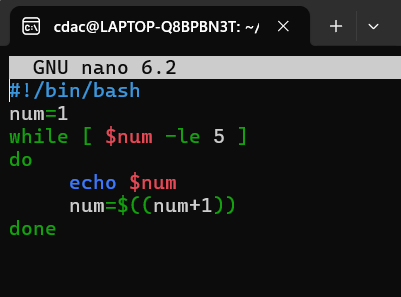 cdac@LAPTOP-Q8BPBN3T: ~/
GNU nano 6.2
#!/bin/bash
num=1
while [ $num -le 5 ]
do
      echo $num
      num=$((num+1))
done